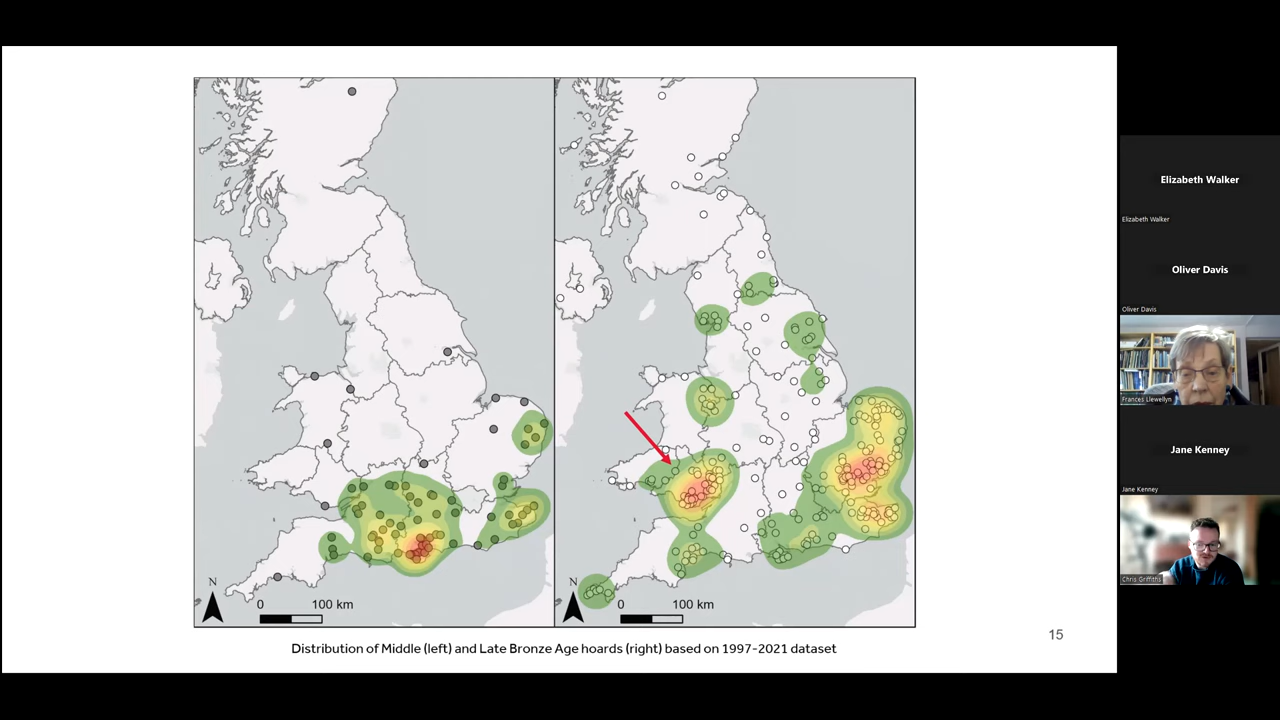 N
0 100 km
N
0 100 km
Distribution of Middle (left) and Late Bronze Age hoards (right) based on 1997-2021 dataset
15
Elizabeth Walker
Elizabeth Walker
Oliver Davis
Oliver Davis
Frances Llewellyn
Jane Kenney
Jane Kenney
Chris Griffiths